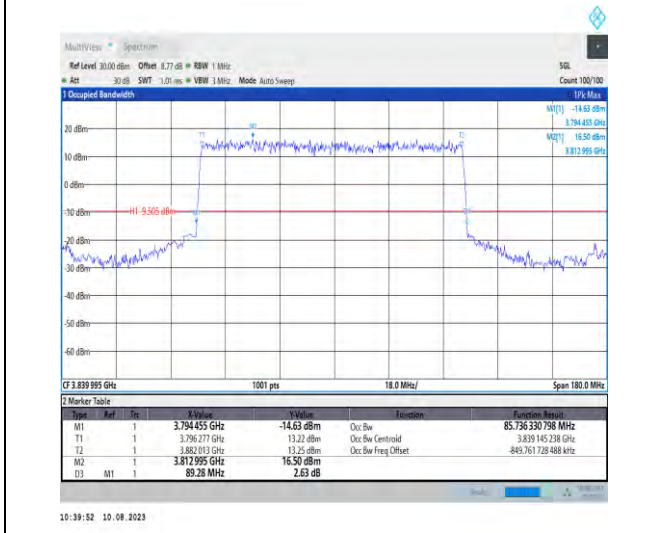 MultiView Spectrum
Ref Level 30.00 dBm Offset 8.77 dB RBW 1 MHz SGL
Att 30 dB SWT 1.01 ms VBW 3 MHz Mode Auto Sweep Count 100/100
1 Occupied Bandwidth 1Pk Max
M1[1] -14.63 dBm
3.794 455 GHz
M2[1] 16.50 dBm
3.812 995 GHz
20 dBm
M2
T1 T2
10 dBm
0 dBm
-10 dBm H1 -9.505 dBm
-20 dBm
-30 dBm
-40 dBm
-50 dBm
-60 dBm
CF 3.839 995 GHz 1001 pts 18.0 MHz/ Span 180.0 MHz
2 Marker Table
Type Ref Trc X-Value Y-Value Function Function Result
M1 1 3.794 455 GHz -14.63 dBm Occ Bw 85.736 330 798 MHz
T1 1 3.796 277 GHz 13.22 dBm Occ Bw Centroid 3.839 145 238 GHz
T2 1 3.882 013 GHz 13.25 dBm Occ Bw Freq Offset -849.761 728 488 kHz
M2 1 3.812 995 GHz 16.50 dBm
D3 M1 1 89.28 MHz 2.63 dB
10:39:52 10.08.2023